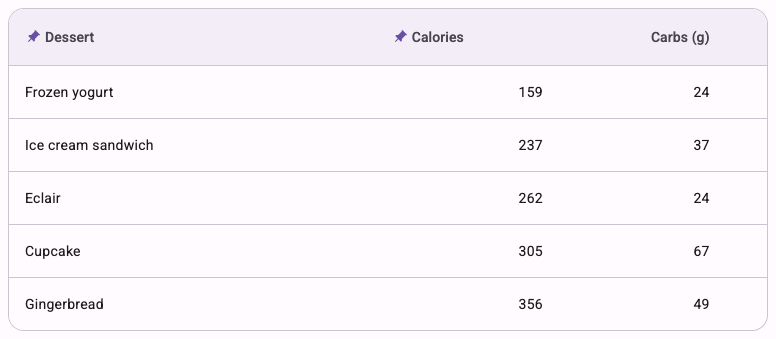 Dessert Calories Carbs (g)
Frozen yogurt 159 24
Ice cream sandwich 237 37
Eclair 262 24
Cupcake 305 67
Gingerbread 356 49